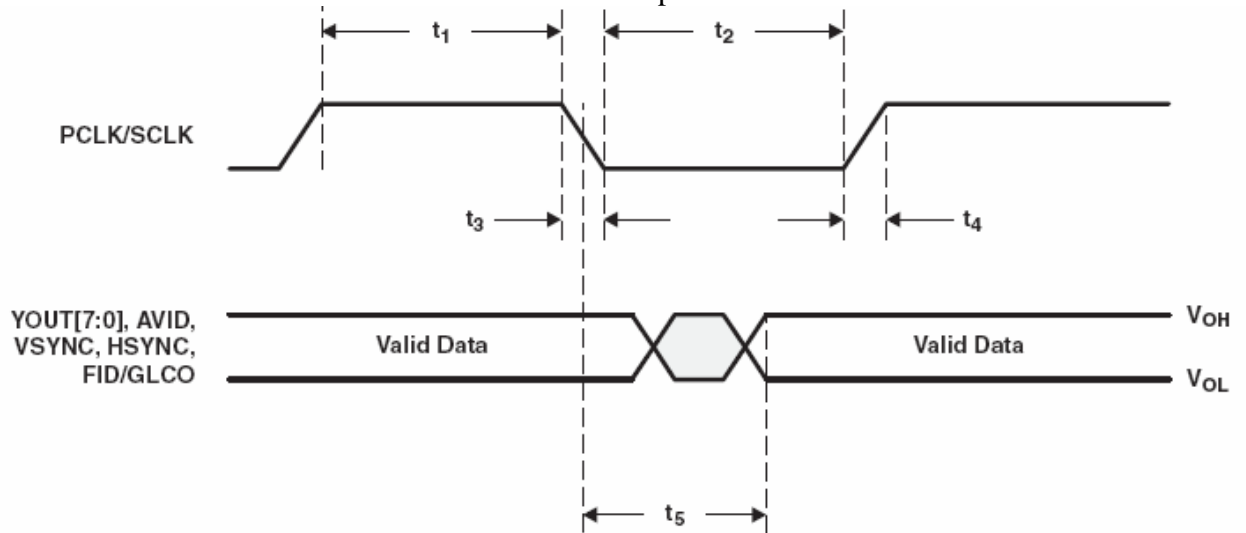 t1
t2
PCLK/SCLK
t3
t4
YOUT[7:0], AVID,
VSYNC, HSYNC,
FID/GLCO
Valid Data
Valid Data
VOH
VOL
t5